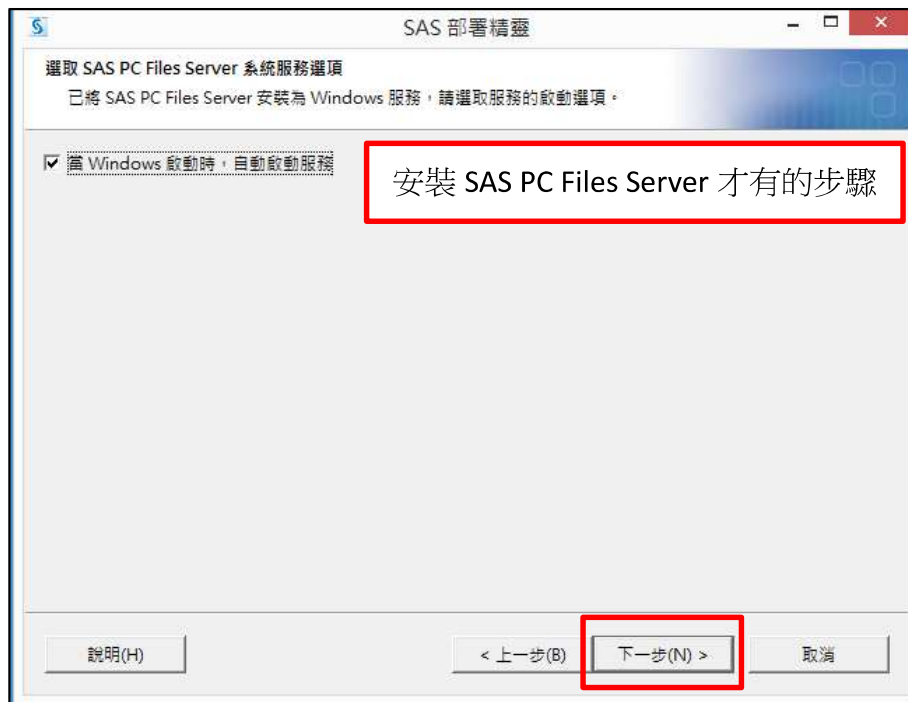 SAS 部署精靈
選取 SAS PC Files Server 系統服務選項
已將 SAS PC Files Server 安裝為 Windows 服務，請選取服務的啟動選項。
當 Windows 啟動時，自動啟動服務
安裝 SAS PC Files Server 才有的步驟
說明(H)
< 上一步(B)
下一步(N) >
取消